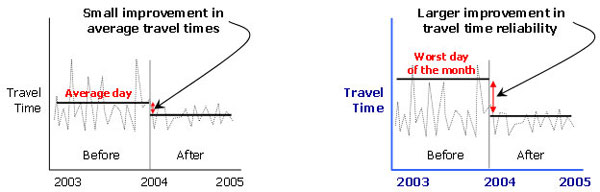 Small improvement in
average travel times
Average day
Travel
Time
Before
After
2003
2004
2005
Larger improvement in
travel time reliability
Worst day
of the month
Travel
Time
Before
After
2003
2004
2005